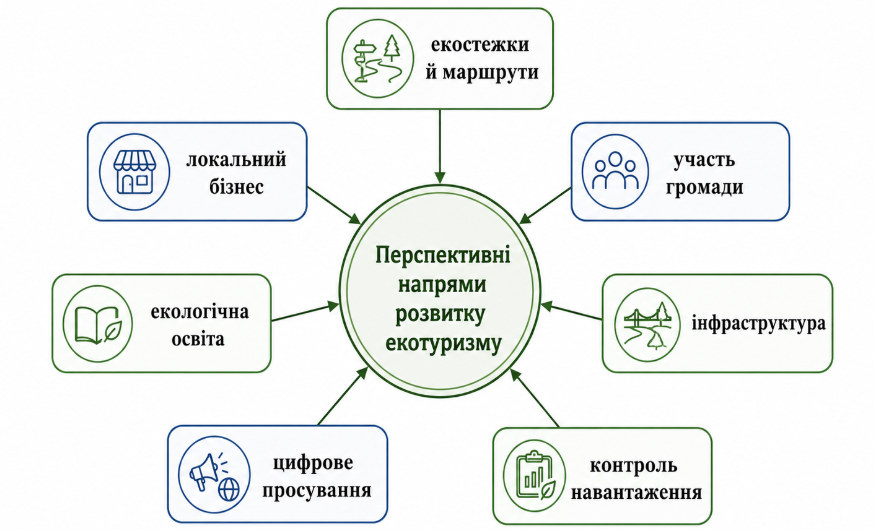 екостежки
й маршрути
локальний
бізнес
участь
громади
Перспективні
напрями
розвитку
екотуризму
екологічна
освіта
інфраструктура
цифрове
просування
контроль
навантаження